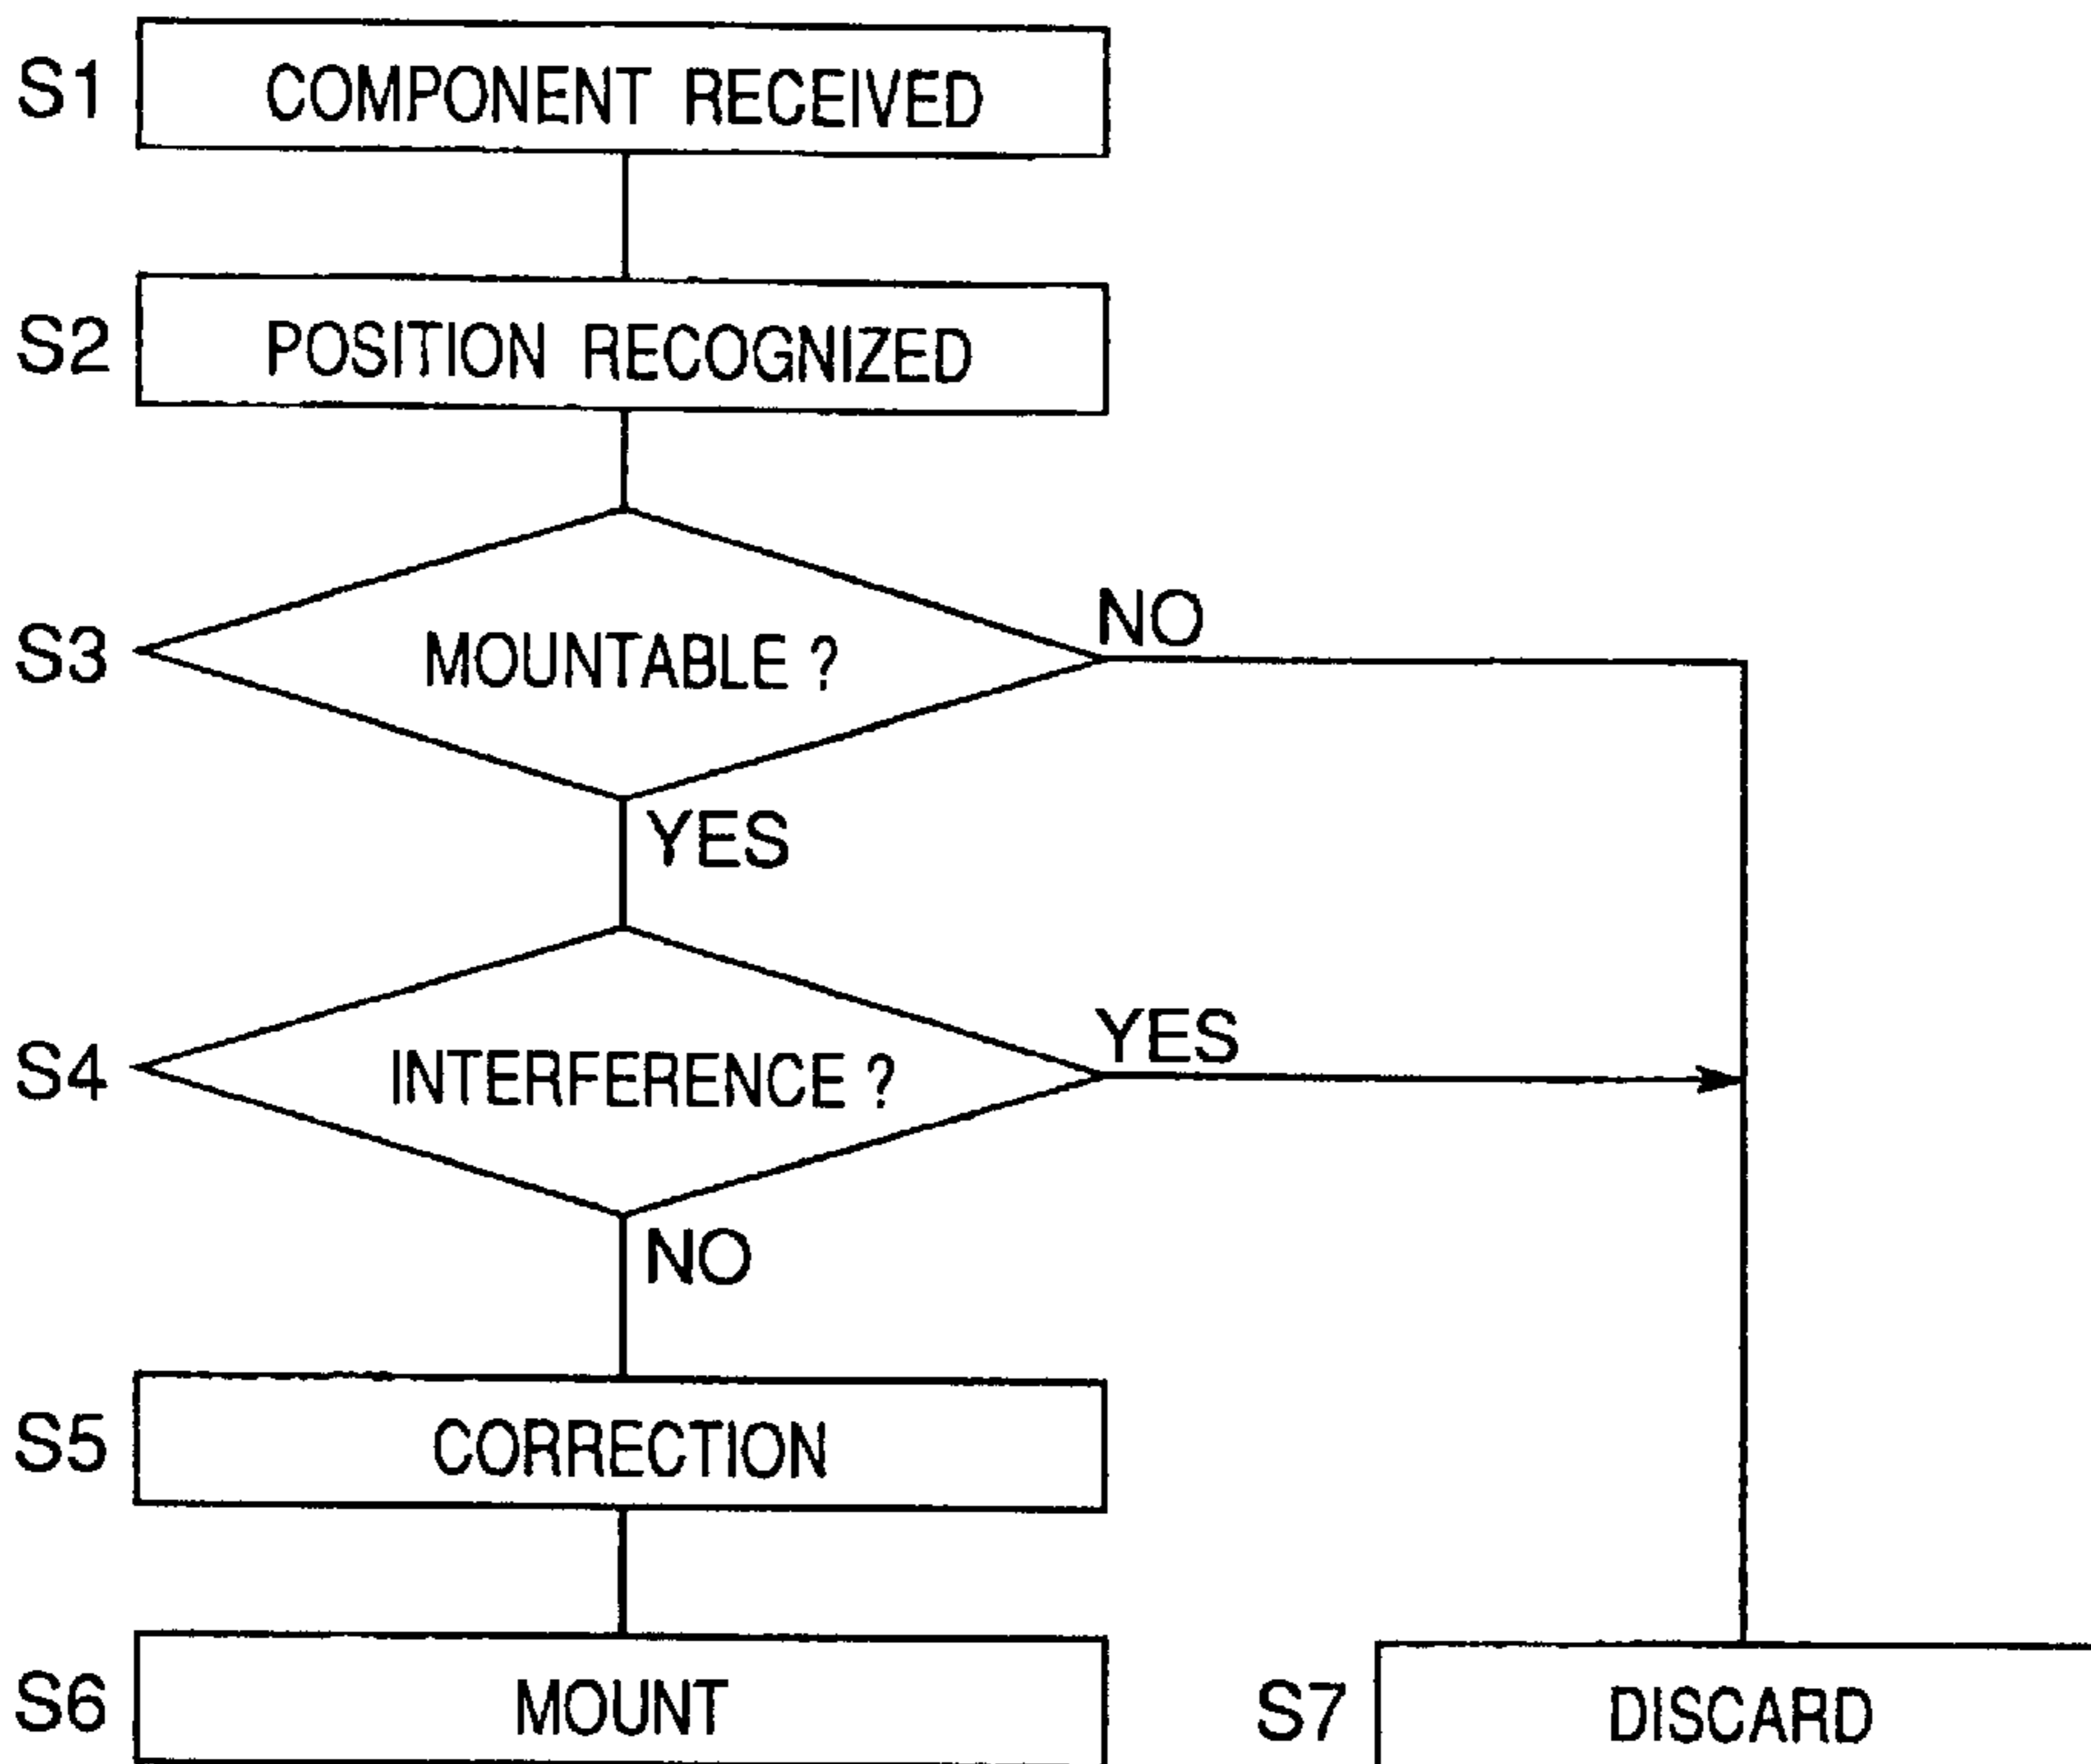 S1 COMPONENT RECEIVED
S2 POSITION RECOGNIZED
S3 MOUNTABLE ? NO
YES
S4 INTERFERENCE ? YES
NO
S5 CORRECTION
S6 MOUNT
S7 DISCARD